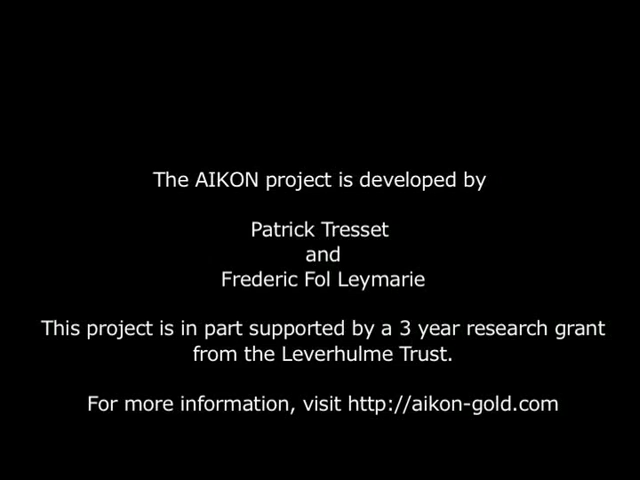 The AIKON project is developed by
Patrick Tresset
and
Frederic Fol Leymarie
This project is in part supported by a 3 year research grant
from the Leverhulme Trust.
For more information, visit http://aikon-gold.com